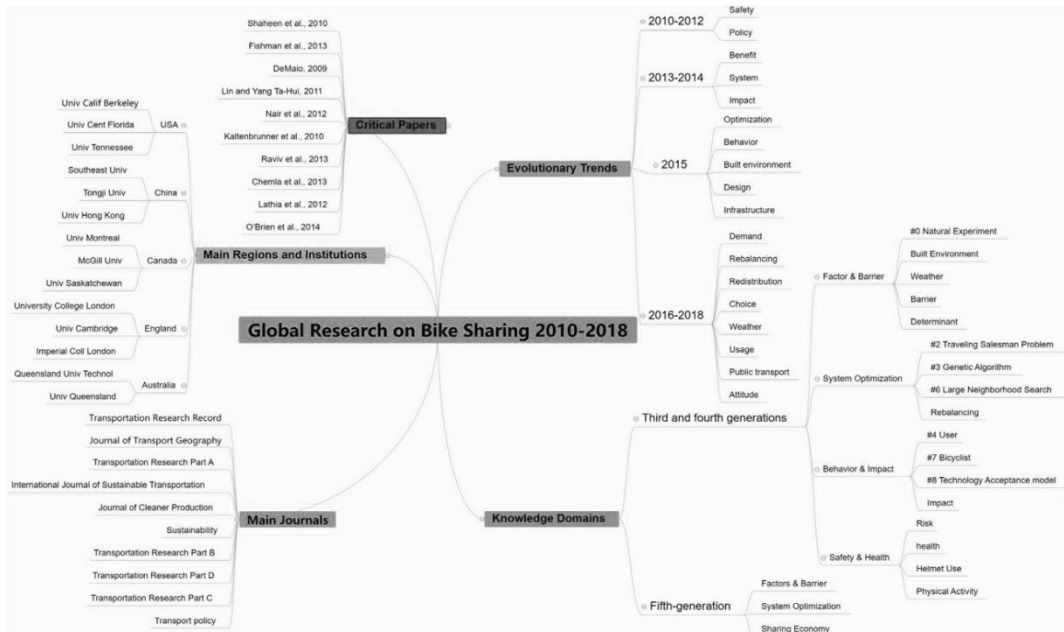 Global Research on Bike Sharing 2010-2018
Critical Papers
Shaheen et al., 2010
Fishman et al., 2013
DeMaio, 2009
Lin and Yang Ta-Hui, 2011
Nair et al., 2012
Kaltenbrunner et al., 2010
Raviv et al., 2013
Chemla et al., 2013
Lathia et al., 2012
O'Brien et al., 2014
Main Regions and Institutions
USA
Univ Calif Berkeley
Univ Cent Florida
Univ Tennessee
China
Southeast Univ
Tongji Univ
Univ Hong Kong
Canada
Univ Montreal
McGill Univ
Univ Saskatchewan
England
University College London
Univ Cambridge
Imperial Coll London
Australia
Queensland Univ Technol
Univ Queensland
Main Journals
Transportation Research Record
Journal of Transport Geography
Transportation Research Part A
International Journal of Sustainable Transportation
Journal of Cleaner Production
Sustainability
Transportation Research Part B
Transportation Research Part D
Transportation Research Part C
Transport policy
Evolutionary Trends
2010-2012
Safety
Policy
2013-2014
Benefit
System
Impact
2015
Optimization
Behavior
Built environment
Design
Infrastructure
2016-2018
Demand
Rebalancing
Redistribution
Choice
Weather
Usage
Public transport
Attitude
Knowledge Domains
Third and fourth generations
Factor & Barrier
#0 Natural Experiment
Built Environment
Weather
Barrier
Determinant
System Optimization
#2 Traveling Salesman Problem
#3 Genetic Algorithm
#6 Large Neighborhood Search
Rebalancing
Behavior & Impact
#4 User
#7 Bicyclist
#8 Technology Acceptance model
Impact
Safety & Health
Risk
health
Helmet Use
Physical Activity
Fifth-generation
Factors & Barrier
System Optimization
Sharing Economy